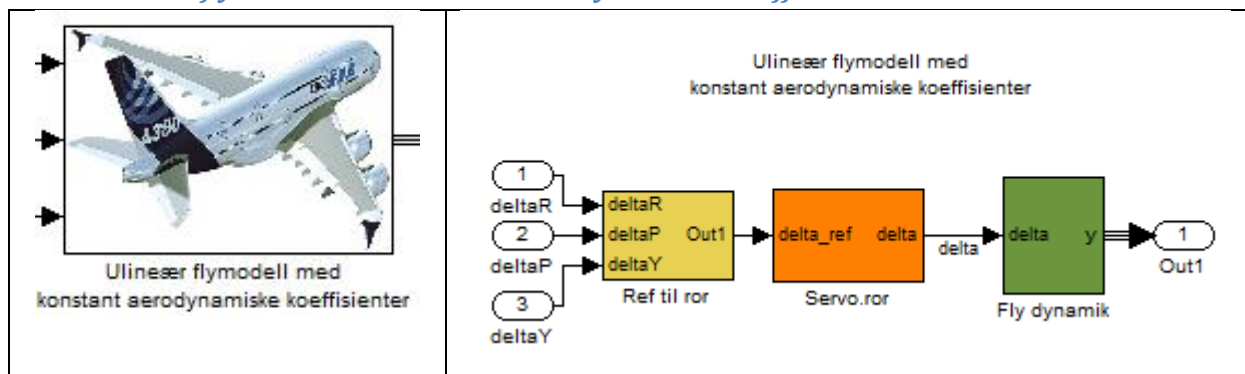 A380
Ulineær flymodell med
konstant aerodynamiske koeffisienter
Ulineær flymodell med
konstant aerodynamiske koeffisienter
1
deltaR
2
deltaP
3
deltaY
deltaR
deltaP
Out1
deltaY
Ref til ror
delta_ref
delta
Servo.ror
delta
delta
y
Fly dynamik
1
Out1